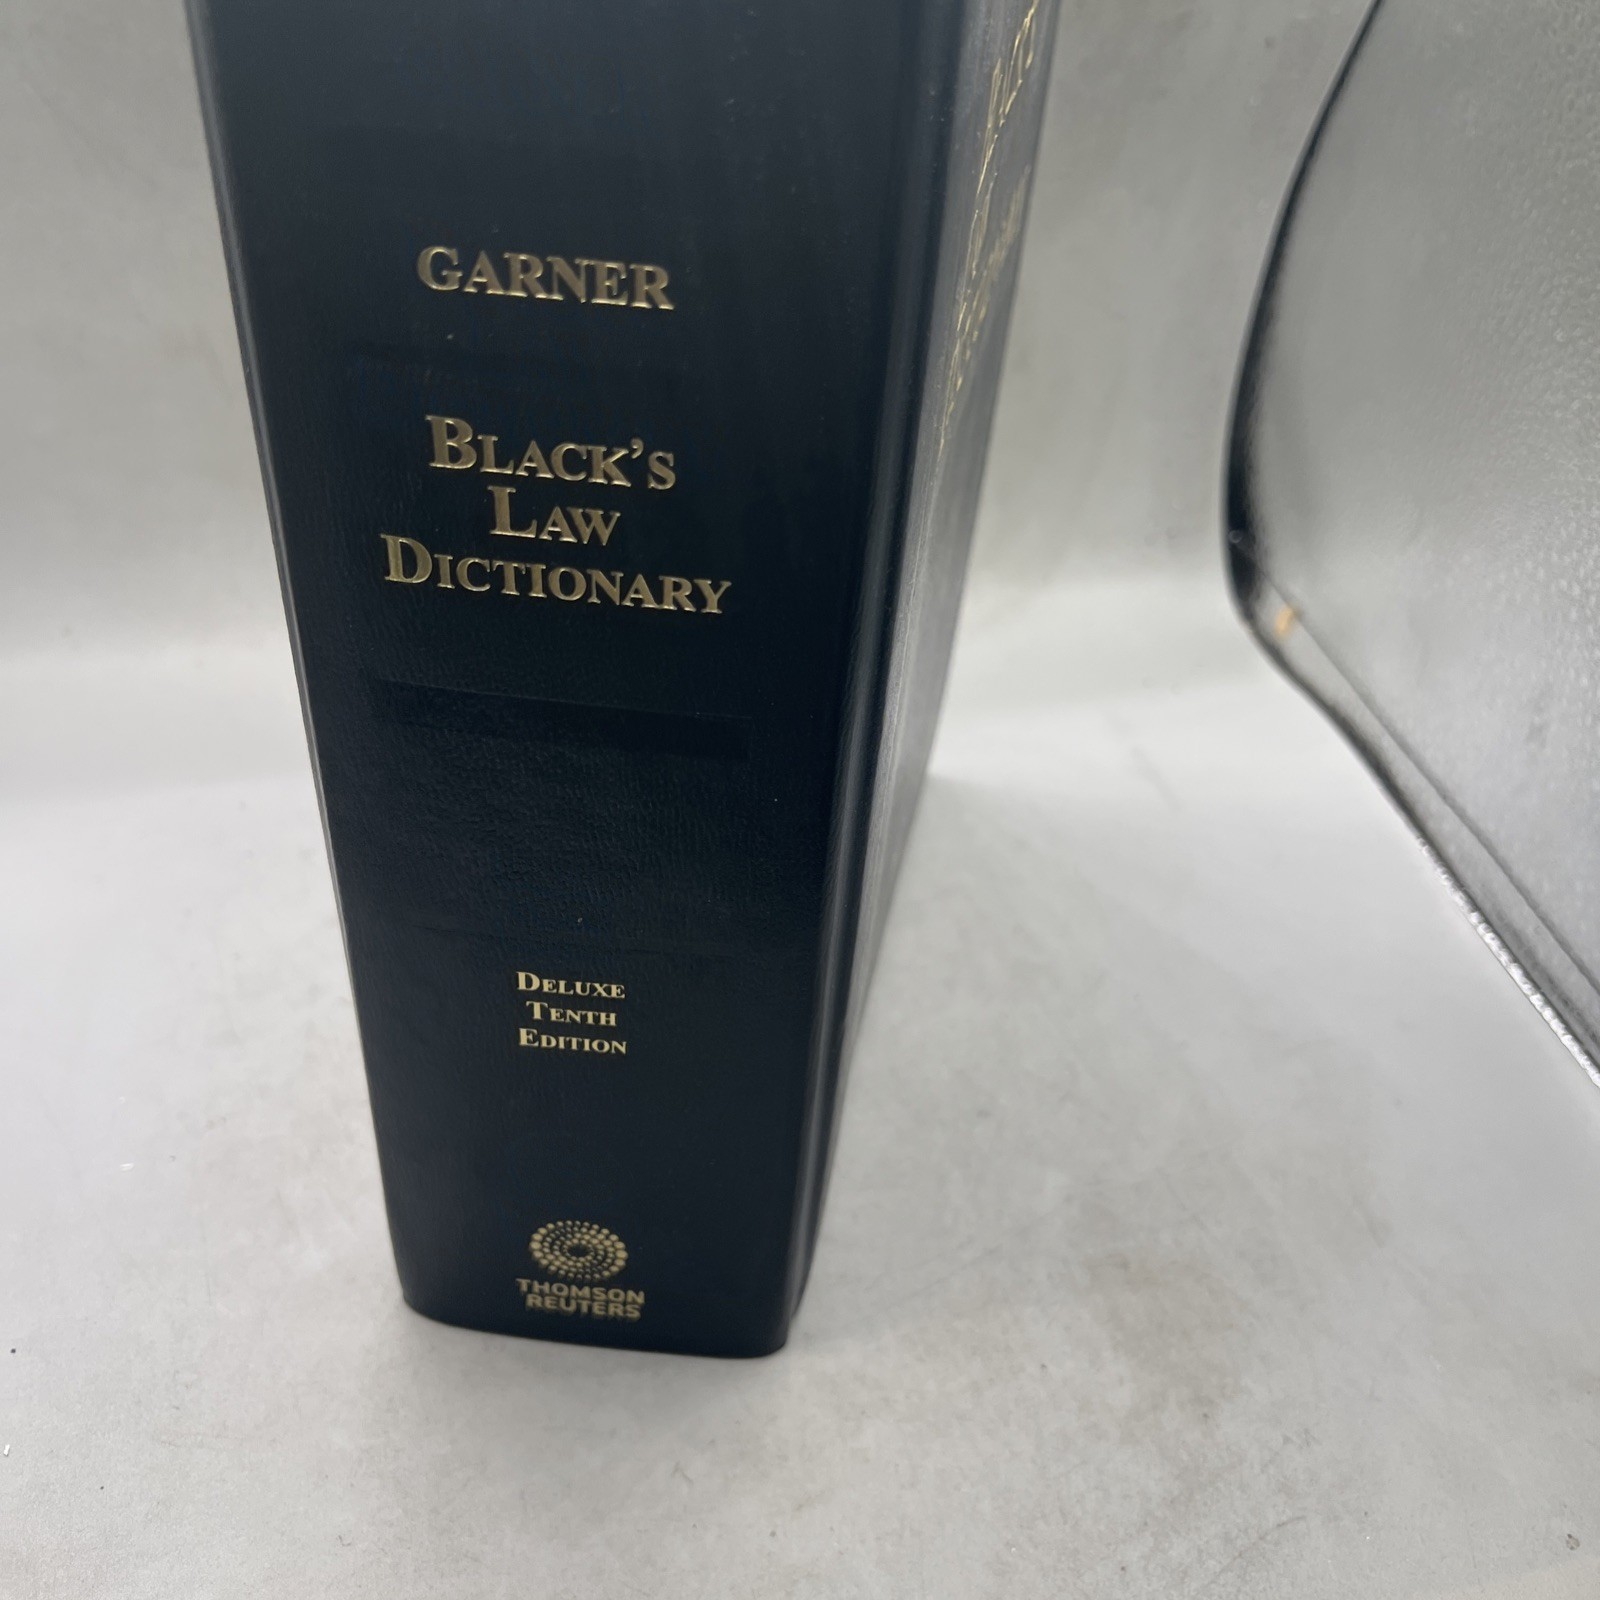 GARNER
BLACK'S
LAW
DICTIONARY
DELUXE
TENTH
EDITION
THOMSON
REUTERS